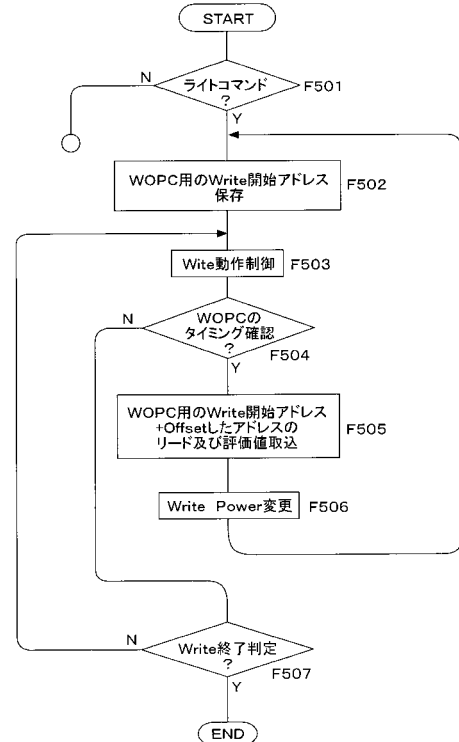 START
N
ライトコマンド
?
F501
Y
WOPC用のWrite開始アドレス
保存
F502
Wite動作制御
F503
N
WOPCの
タイミング確認
?
F504
Y
WOPC用のWrite開始アドレス
+Offsetしたアドレスの
リード及び評価値取込
F505
Write Power変更
F506
N
Write終了判定
?
F507
Y
END